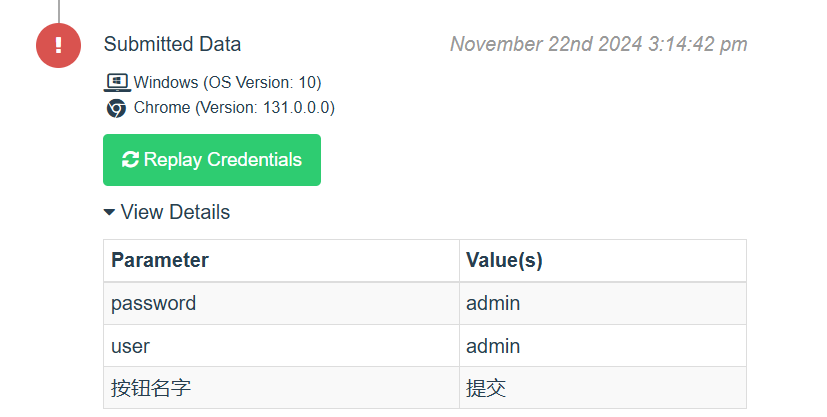 Submitted Data November 22nd 2024 3:14:42 pm
Windows (OS Version: 10)
Chrome (Version: 131.0.0.0)
Replay Credentials
View Details
Parameter Value(s)
password admin
user admin
按钮名字 提交